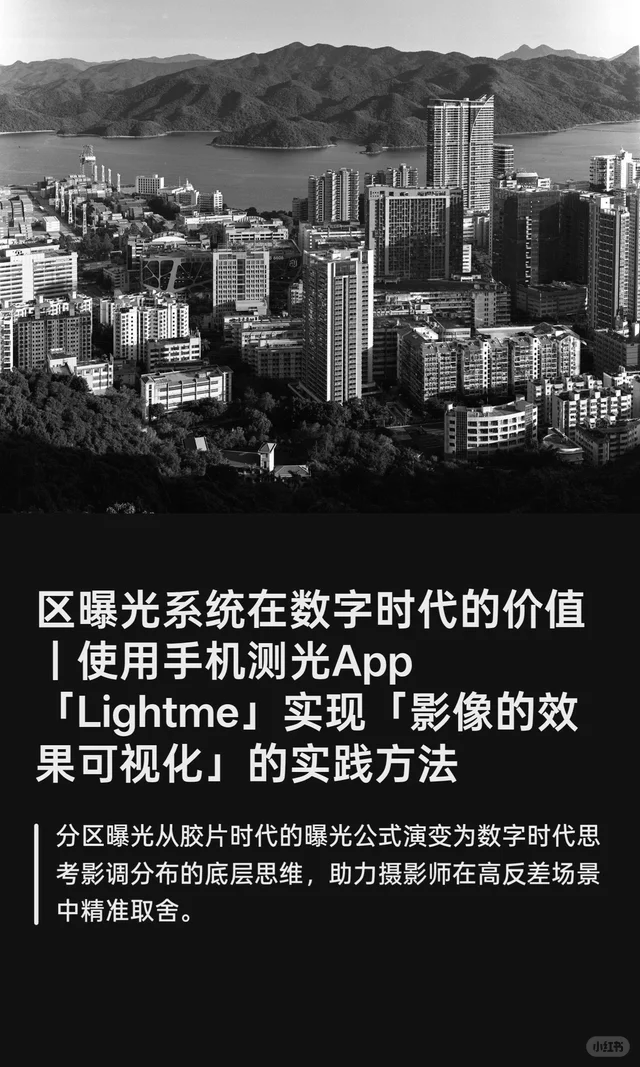 区曝光系统在数字时代的价值
｜使用手机测光App
「Lightme」实现「影像的效
果可视化」的实践方法
分区曝光从胶片时代的曝光公式演变为数字时代思
考影调分布的底层思维，助力摄影师在高反差场景
中精准取舍。
小红书